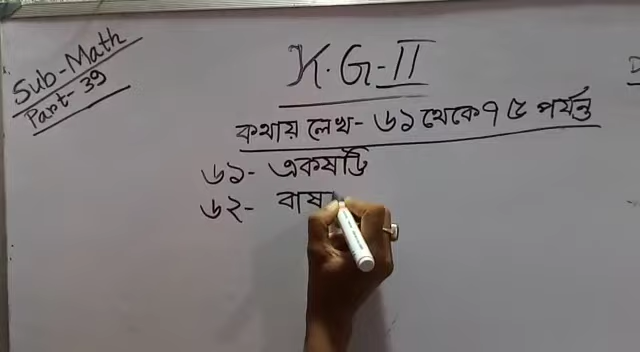 Sub-Math
Part-39
K.G-II
কথায় লেখ- ৬১ থেকে ৭৫ পর্যন্ত
৬১- একষট্টি
৬২- বাষ